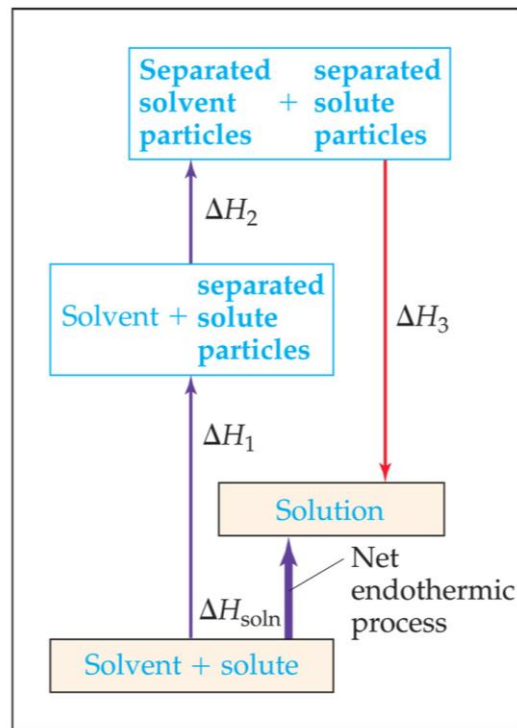 Separated separated
solvent + solute
particles particles
ΔH₂
separated
Solvent + solute
particles
ΔH₃
ΔH₁
Solution
Net
endothermic
process
ΔHsoln
Solvent + solute